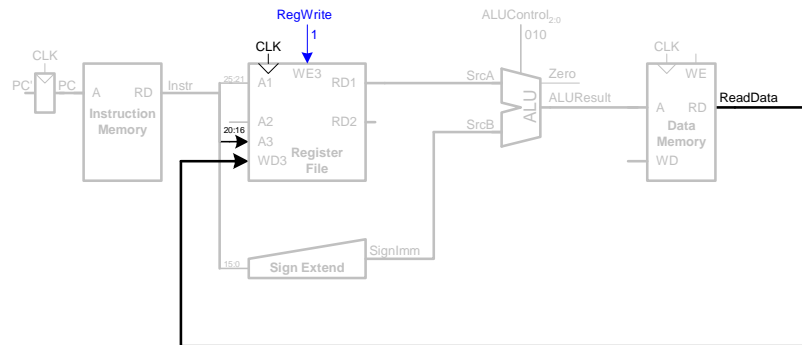 RegWrite
ALUControl2:0
1
010
CLK
CLK
CLK
PC'
PC
A
RD
Instruction
Memory
Instr
25:21
20:16
15:0
A1
A2
A3
WD3
WE3
RD1
RD2
Register
File
SrcA
SrcB
ALU
Zero
ALUResult
WE
A
RD
Data
Memory
WD
ReadData
Sign Extend
SignImm